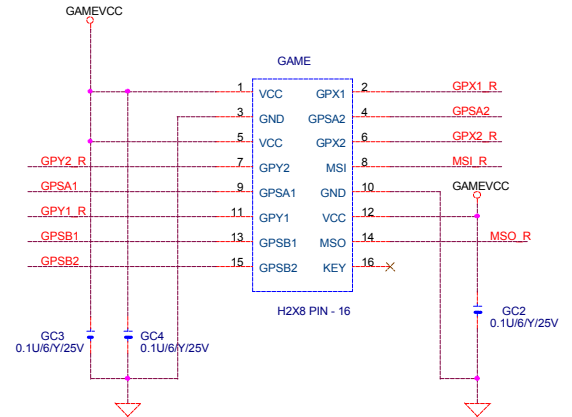 GAMEVCC
GAME
1 VCC GPX1 2 GPX1_R
3 GND GPSA2 4 GPSA2
5 VCC GPX2 6 GPX2_R
GPY2_R 7 GPY2 MSI 8 MSI_R
GPSA1 9 GPSA1 GND 10 GAMEVCC
GPY1_R 11 GPY1 VCC 12
GPSB1 13 GPSB1 MSO 14 MSO_R
GPSB2 15 GPSB2 KEY 16
H2X8 PIN - 16
GC2
0.1U/6/Y/25V
GC3
0.1U/6/Y/25V
GC4
0.1U/6/Y/25V